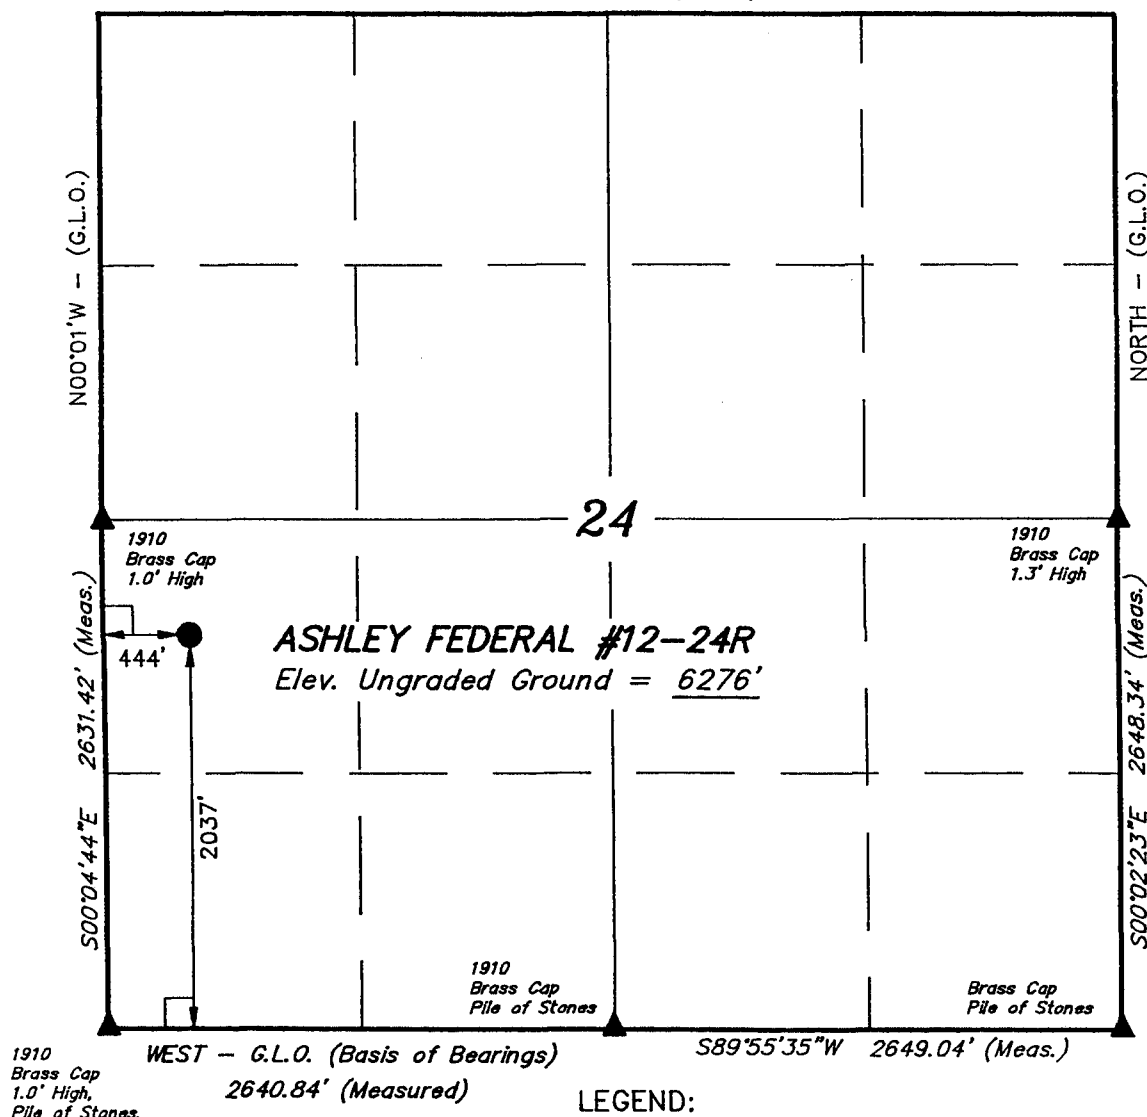 N00°01'W - (G.L.O.)
NORTH - (G.L.O.)
24
1910
Brass Cap
1.0' High
1910
Brass Cap
1.3' High
444'
ASHLEY FEDERAL #12-24R
Elev. Ungraded Ground = 6276'
S00°04'44"E 2631.42' (Meas.)
2037'
S00°02'23"E 2648.34' (Meas.)
1910
Brass Cap
Pile of Stones
Brass Cap
Pile of Stones
1910
Brass Cap
1.0' High,
Pile of Stones
WEST - G.L.O. (Basis of Bearings)
2640.84' (Measured)
S89°55'35"W 2649.04' (Meas.)
LEGEND: